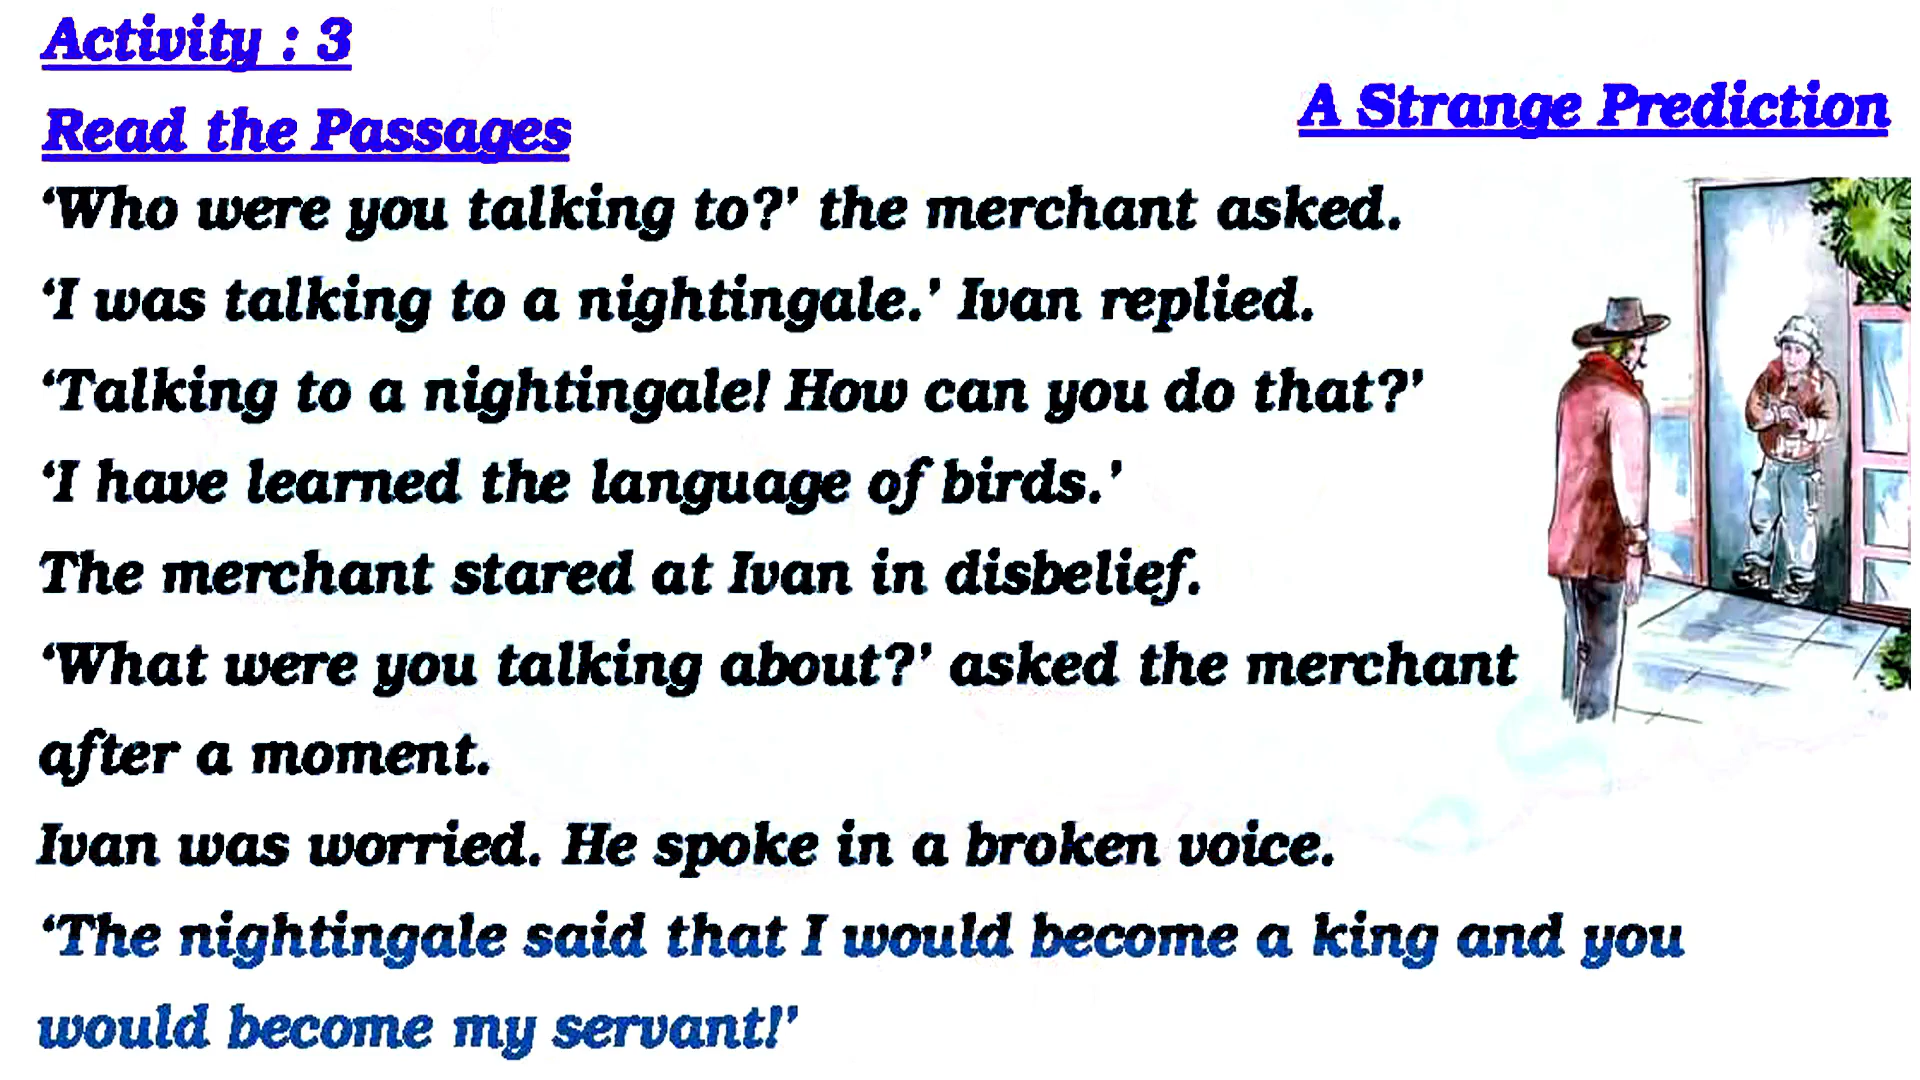 Activity : 3
A Strange Prediction
Read the Passages
‘Who were you talking to?’ the merchant asked.
‘I was talking to a nightingale.’ Ivan replied.
‘Talking to a nightingale! How can you do that?’
‘I have learned the language of birds.’
The merchant stared at Ivan in disbelief.
‘What were you talking about?’ asked the merchant
after a moment.
Ivan was worried. He spoke in a broken voice.
‘The nightingale said that I would become a king and you
would become my servant!’